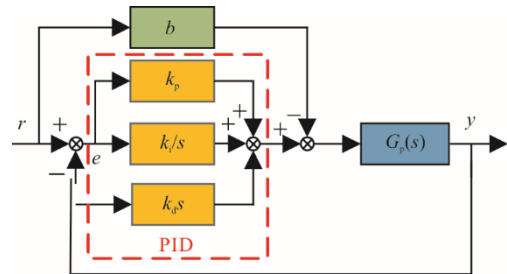 b
k_p
r
+
+
k_i/s
+
+
+
−
G_p(s)
y
e
−
k_d s
PID